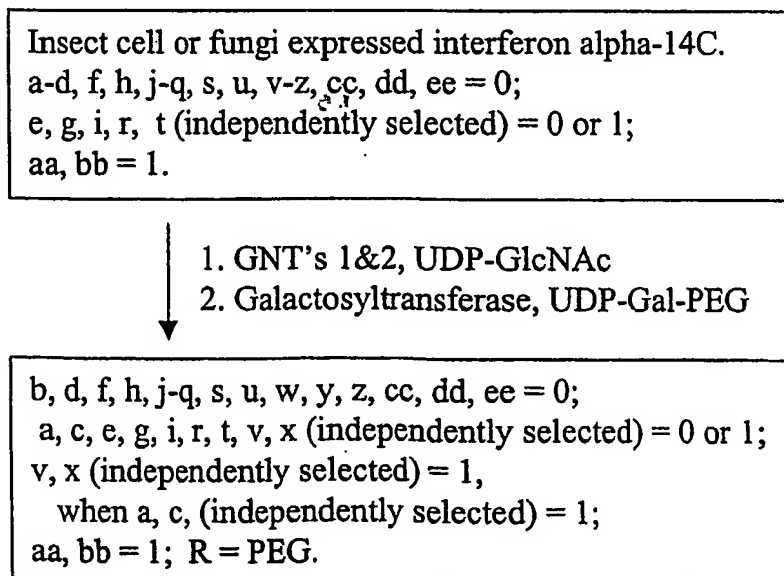 Insect cell or fungi expressed interferon alpha-14C.
a-d, f, h, j-q, s, u, v-z, cc, dd, ee = 0;
e, g, i, r, t (independently selected) = 0 or 1;
aa, bb = 1.
1. GNT's 1&2, UDP-GlcNAc
2. Galactosyltransferase, UDP-Gal-PEG
b, d, f, h, j-q, s, u, w, y, z, cc, dd, ee = 0;
a, c, e, g, i, r, t, v, x (independently selected) = 0 or 1;
v, x (independently selected) = 1,
when a, c, (independently selected) = 1;
aa, bb = 1; R = PEG.